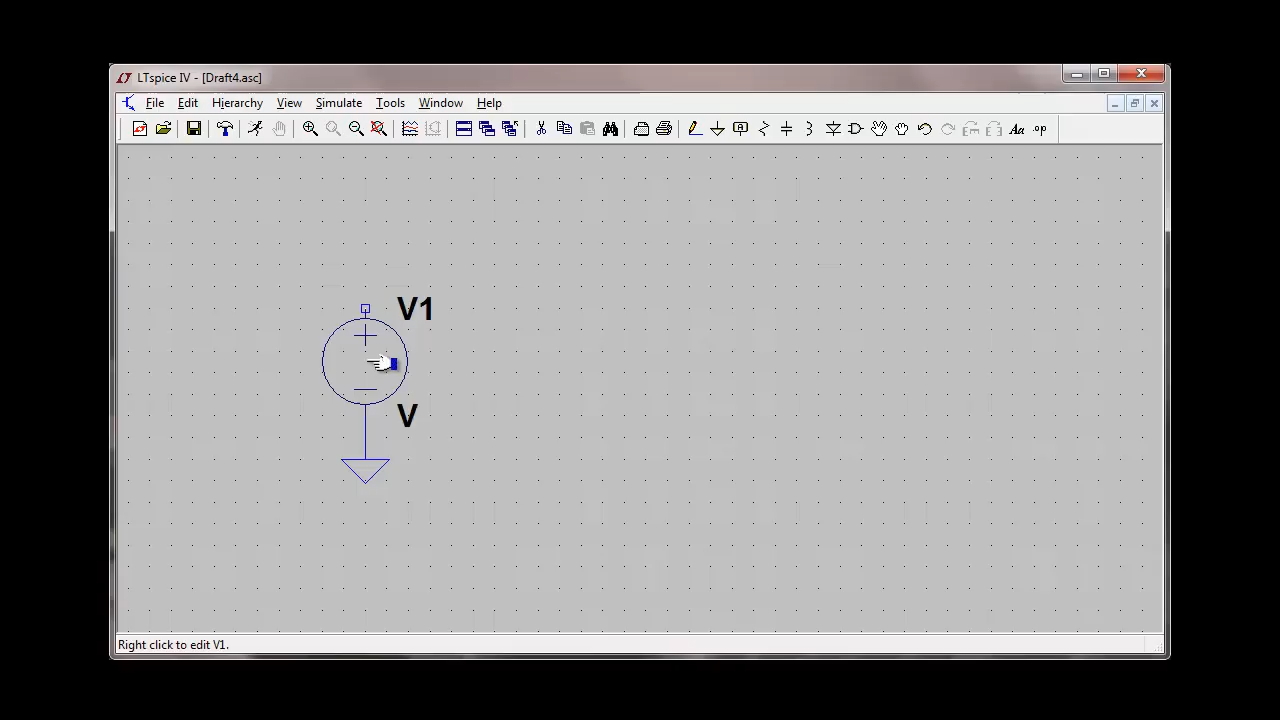 LTspice IV - [Draft4.asc]
File Edit Hierarchy View Simulate Tools Window Help
Aa .op
V1
V
Right click to edit V1.